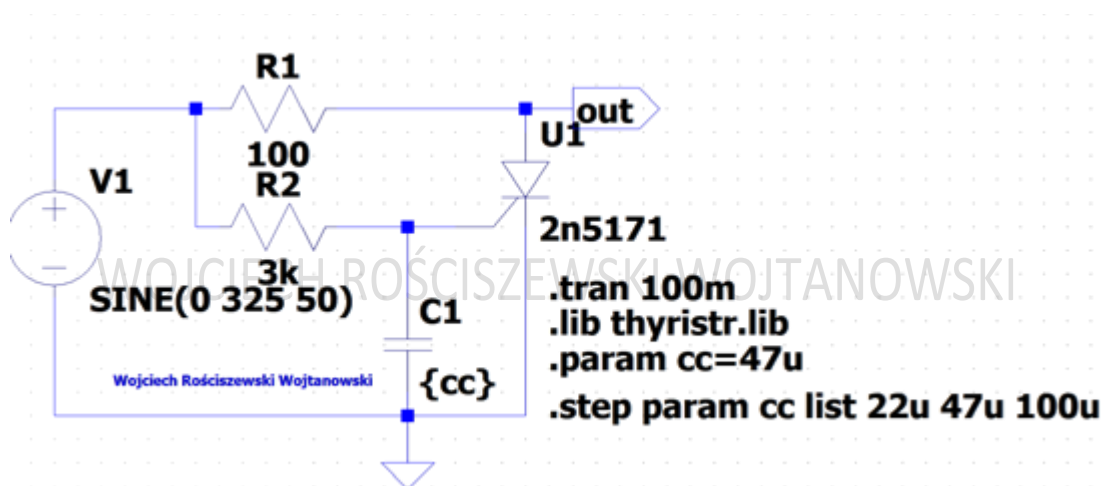 R1
100
out
U1
V1
R2
2n5171
3k
WOJCIECH ROŚCISZEWSKI WOJTANOWSKI
SINE(0 325 50)
C1
.tran 100m
.lib thyristr.lib
.param cc=47u
Wojciech Rościszewski Wojtanowski
{cc}
.step param cc list 22u 47u 100u